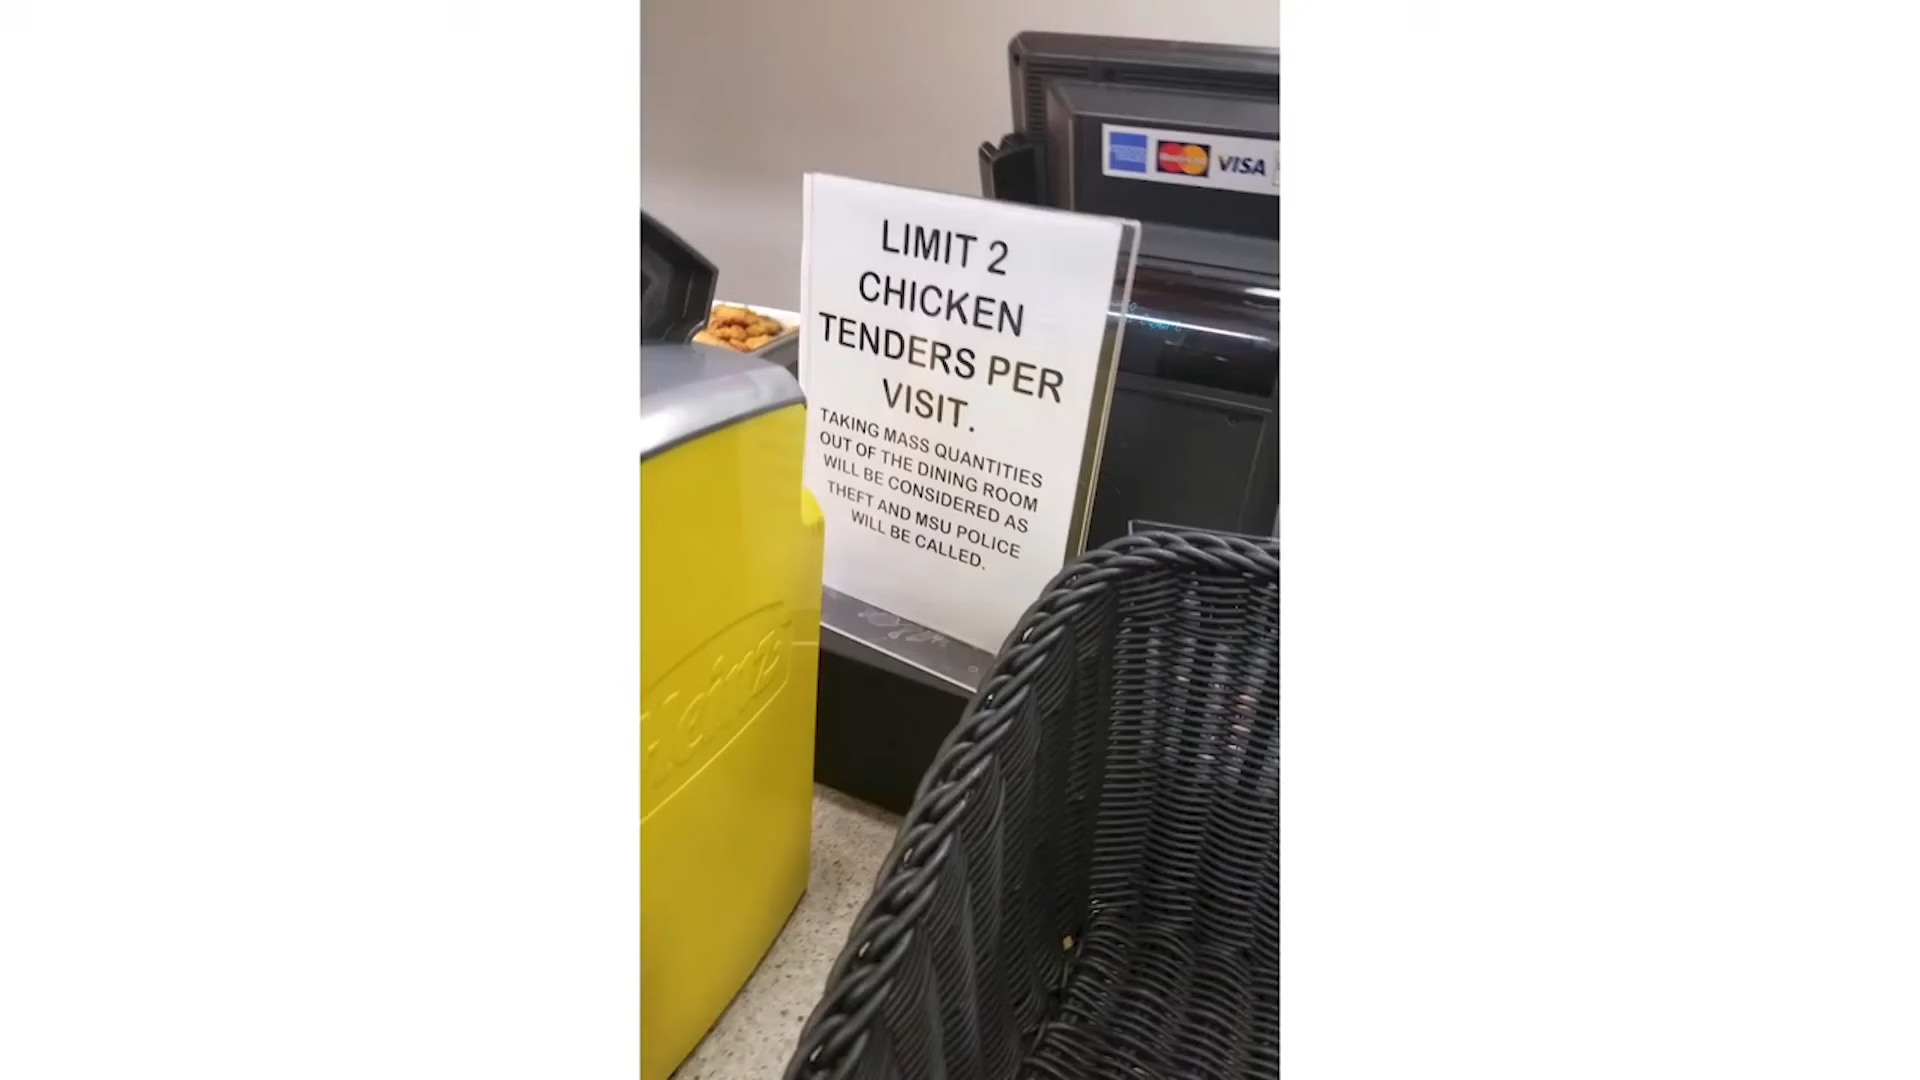 VISA
LIMIT 2
CHICKEN
TENDERS PER
VISIT.
TAKING MASS QUANTITIES
OUT OF THE DINING ROOM
WILL BE CONSIDERED AS
THEFT AND MSU POLICE
WILL BE CALLED.
Heinz